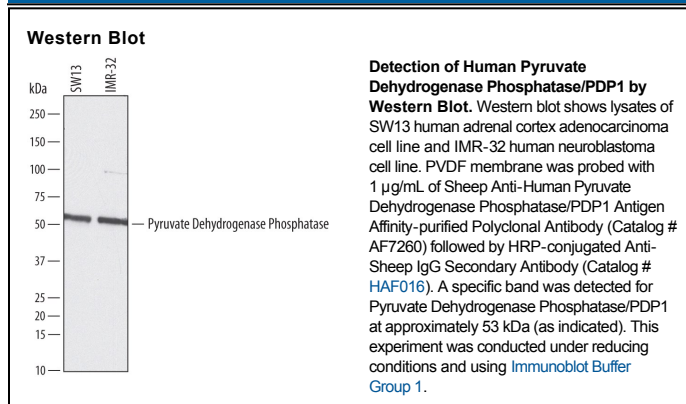 Western Blot
kDa
SW13
IMR-32
250
150
100
75
50
37
25
20
15
10
Pyruvate Dehydrogenase Phosphatase
Detection of Human Pyruvate
Dehydrogenase Phosphatase/PDP1 by
Western Blot. Western blot shows lysates of
SW13 human adrenal cortex adenocarcinoma
cell line and IMR-32 human neuroblastoma
cell line. PVDF membrane was probed with
1 µg/mL of Sheep Anti-Human Pyruvate
Dehydrogenase Phosphatase/PDP1 Antigen
Affinity-purified Polyclonal Antibody (Catalog #
AF7260) followed by HRP-conjugated Anti-
Sheep IgG Secondary Antibody (Catalog #
HAF016). A specific band was detected for
Pyruvate Dehydrogenase Phosphatase/PDP1
at approximately 53 kDa (as indicated). This
experiment was conducted under reducing
conditions and using Immunoblot Buffer
Group 1.